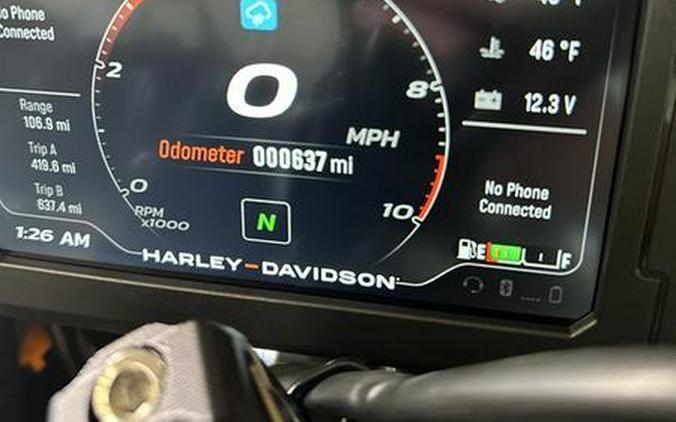 No Phone
Connected
46 °F
2
8
0
12.3 V
Range
106.9 mi
MPH
Odometer 000637 mi
Trip A
419.6 mi
Trip B
637.4 mi
0
RPM
x1000
N
10
No Phone
Connected
1:26 AM
HARLEY-DAVIDSON
E
F